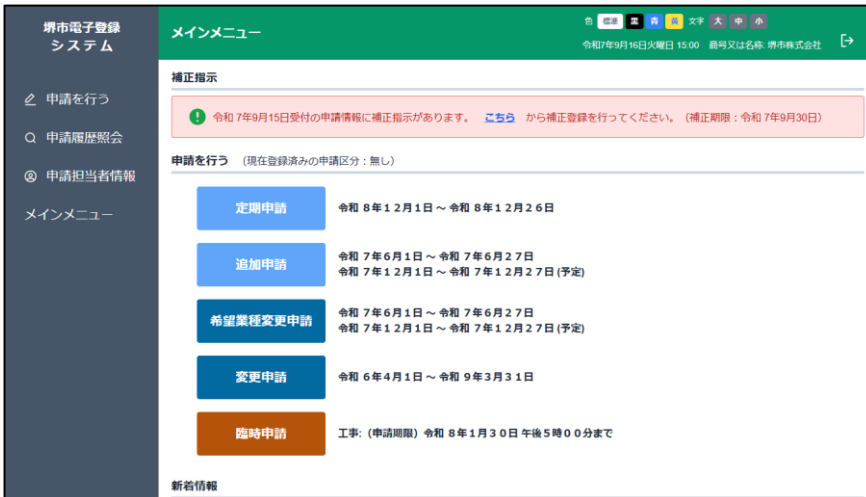 堺市電子登録
システム
申請を行う
申請履歴照会
申請担当者情報
メインメニュー
メインメニュー
色 標準 黒 青 黄 文字 大 中 小
令和7年9月16日火曜日 15:00 商号又は名称: 堺市株式会社
補正指示
令和 7年9月15日受付の申請情報に補正指示があります。 こちら から補正登録を行ってください。（補正期限：令和 7年9月30日）
申請を行う （現在登録済みの申請区分：無し）
定期申請 令和 8年１２月1日 ～ 令和 8年１２月２６日
追加申請 令和 7年６月1日 ～ 令和 7年６月２７日
令和 7年１２月1日 ～ 令和 7年１２月２７日 (予定)
希望業種変更申請 令和 7年６月1日 ～ 令和 7年６月２７日
令和 7年１２月1日 ～ 令和 7年１２月２７日 (予定)
変更申請 令和 6年４月１日 ～ 令和 9年３月３１日
臨時申請 工事:（申請期限）令和 8年１月３０日 午後５時００分まで
新着情報